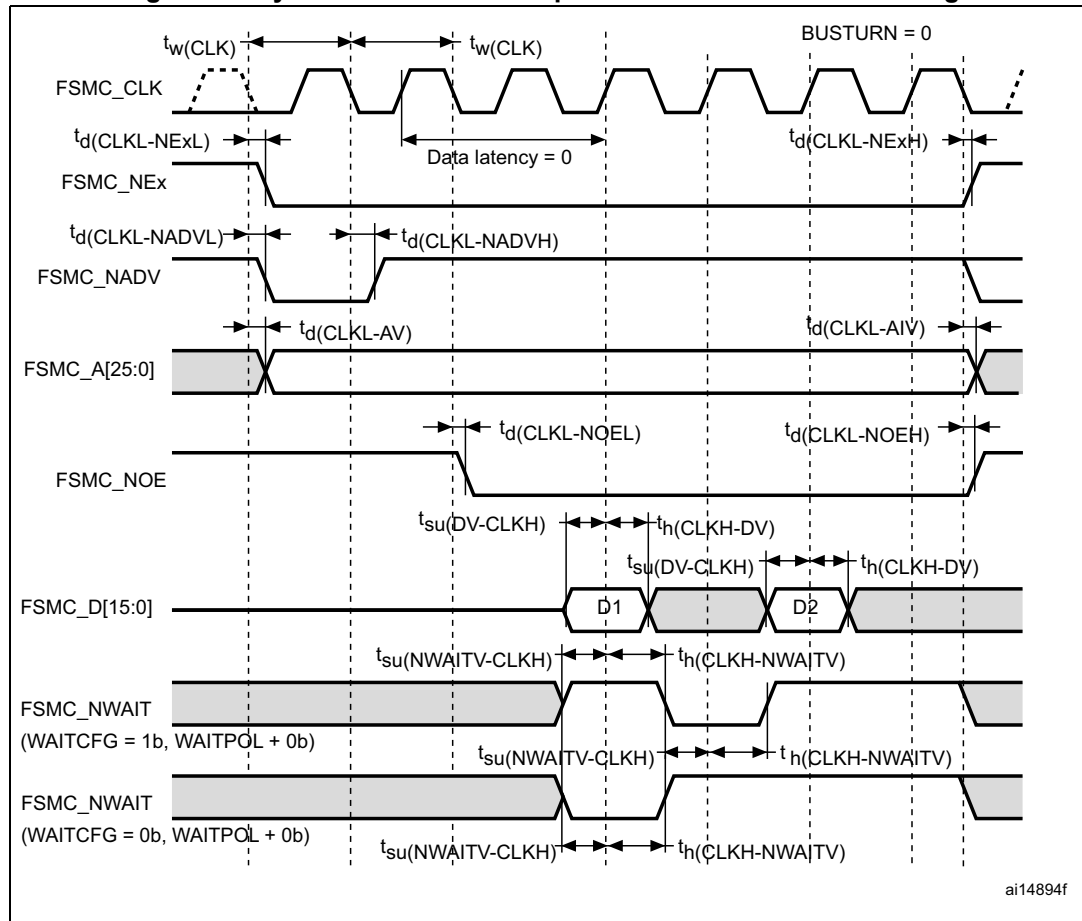 BUSTURN = 0
tw(CLK) tw(CLK)
FSMC_CLK
td(CLKL-NExL) Data latency = 0 td(CLKL-NExH)
FSMC_NEx
td(CLKL-NADVL) td(CLKL-NADVH)
FSMC_NADV
td(CLKL-AV) td(CLKL-AIV)
FSMC_A[25:0]
td(CLKL-NOEL) td(CLKL-NOEH)
FSMC_NOE
tsu(DV-CLKH) th(CLKH-DV)
tsu(DV-CLKH) th(CLKH-DV)
FSMC_D[15:0] D1 D2
tsu(NWAITV-CLKH) th(CLKH-NWAITV)
FSMC_NWAIT
(WAITCFG = 1b, WAITPOL + 0b)
tsu(NWAITV-CLKH) t h(CLKH-NWAITV)
FSMC_NWAIT
(WAITCFG = 0b, WAITPOL + 0b)
tsu(NWAITV-CLKH) th(CLKH-NWAITV)
ai14894f